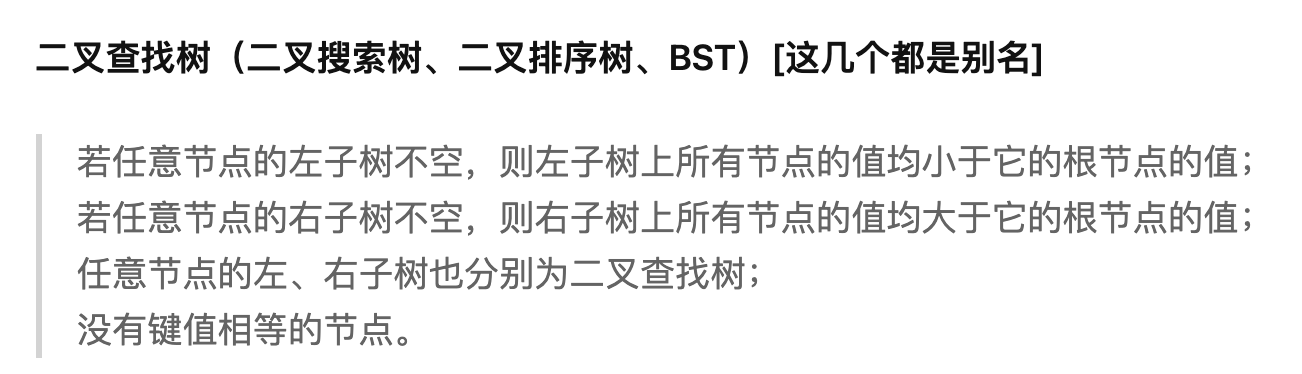 二叉查找树（二叉搜索树、二叉排序树、BST）[这几个都是别名]
若任意节点的左子树不空，则左子树上所有节点的值均小于它的根节点的值；
若任意节点的右子树不空，则右子树上所有节点的值均大于它的根节点的值；
任意节点的左、右子树也分别为二叉查找树；
没有键值相等的节点。